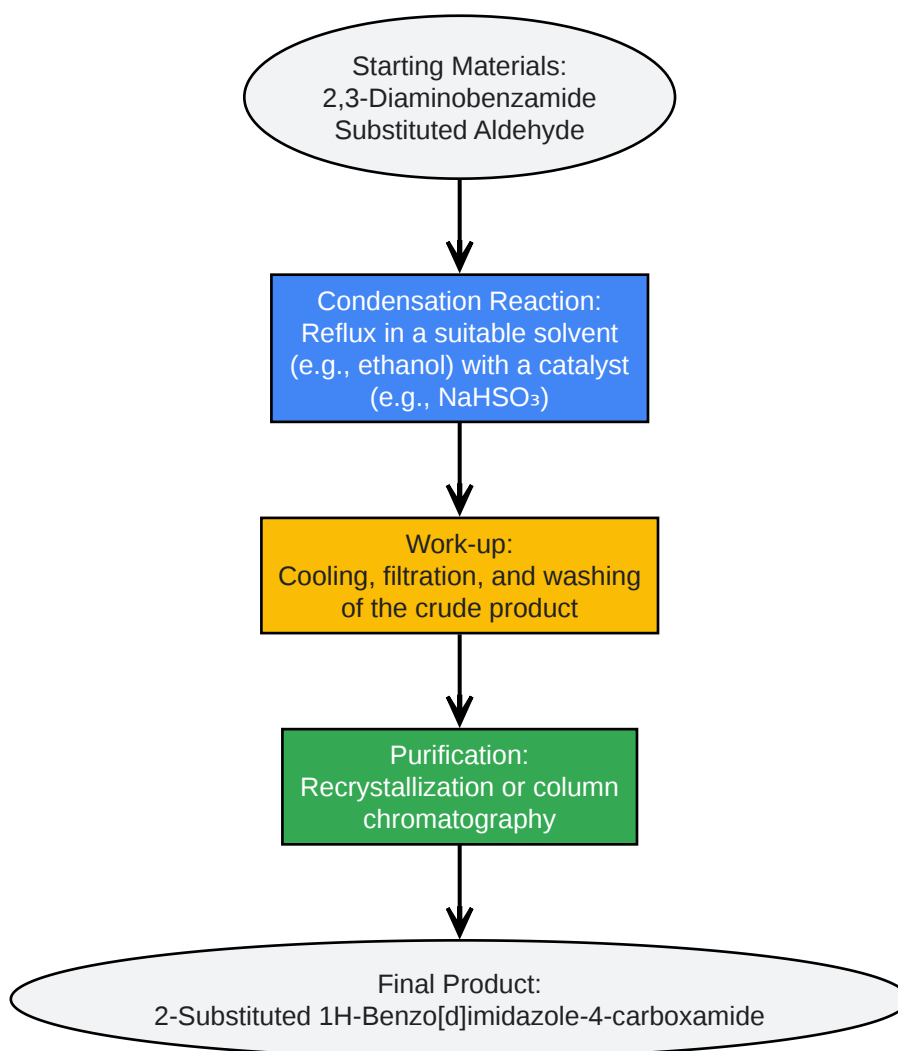 Starting Materials:
2,3-Diaminobenzamide
Substituted Aldehyde
Condensation Reaction:
Reflux in a suitable solvent
(e.g., ethanol) with a catalyst
(e.g., NaHSO₃)
Work-up:
Cooling, filtration, and washing
of the crude product
Purification:
Recrystallization or column
chromatography
Final Product:
2-Substituted 1H-Benzo[d]imidazole-4-carboxamide